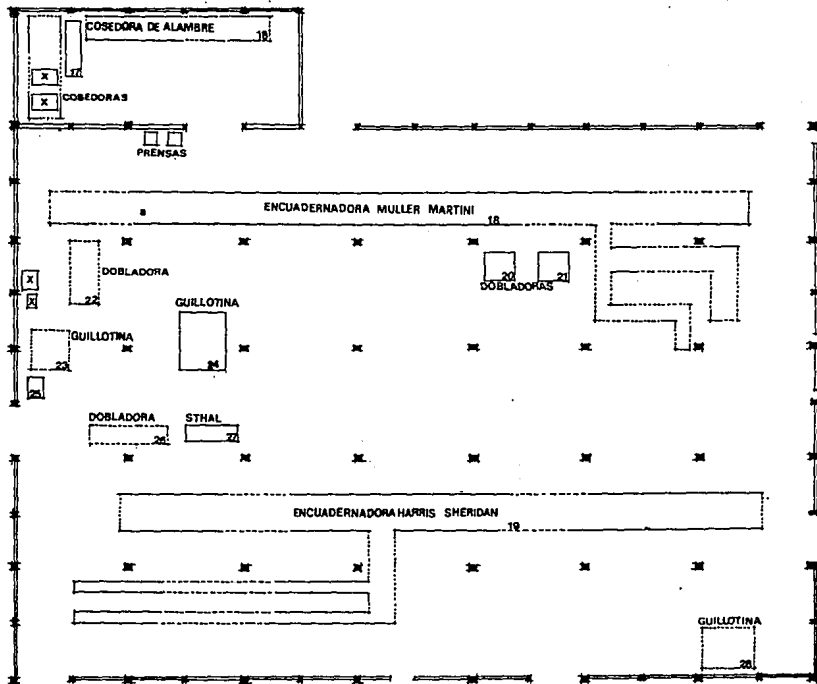 COSEDORA DE ALAMBRE
16
17
X
X
COSEDORAS
PRENSAS
ENCUADERNADORA MULLER MARTINI
a
18
DOBLADORA
22
X
X
20
21
DOBLADORAS
GUILLOTINA
24
GUILLOTINA
23
25
DOBLADORA
26
STHAL
27
ENCUADERNADORA HARRIS SHERIDAN
19
GUILLOTINA
28